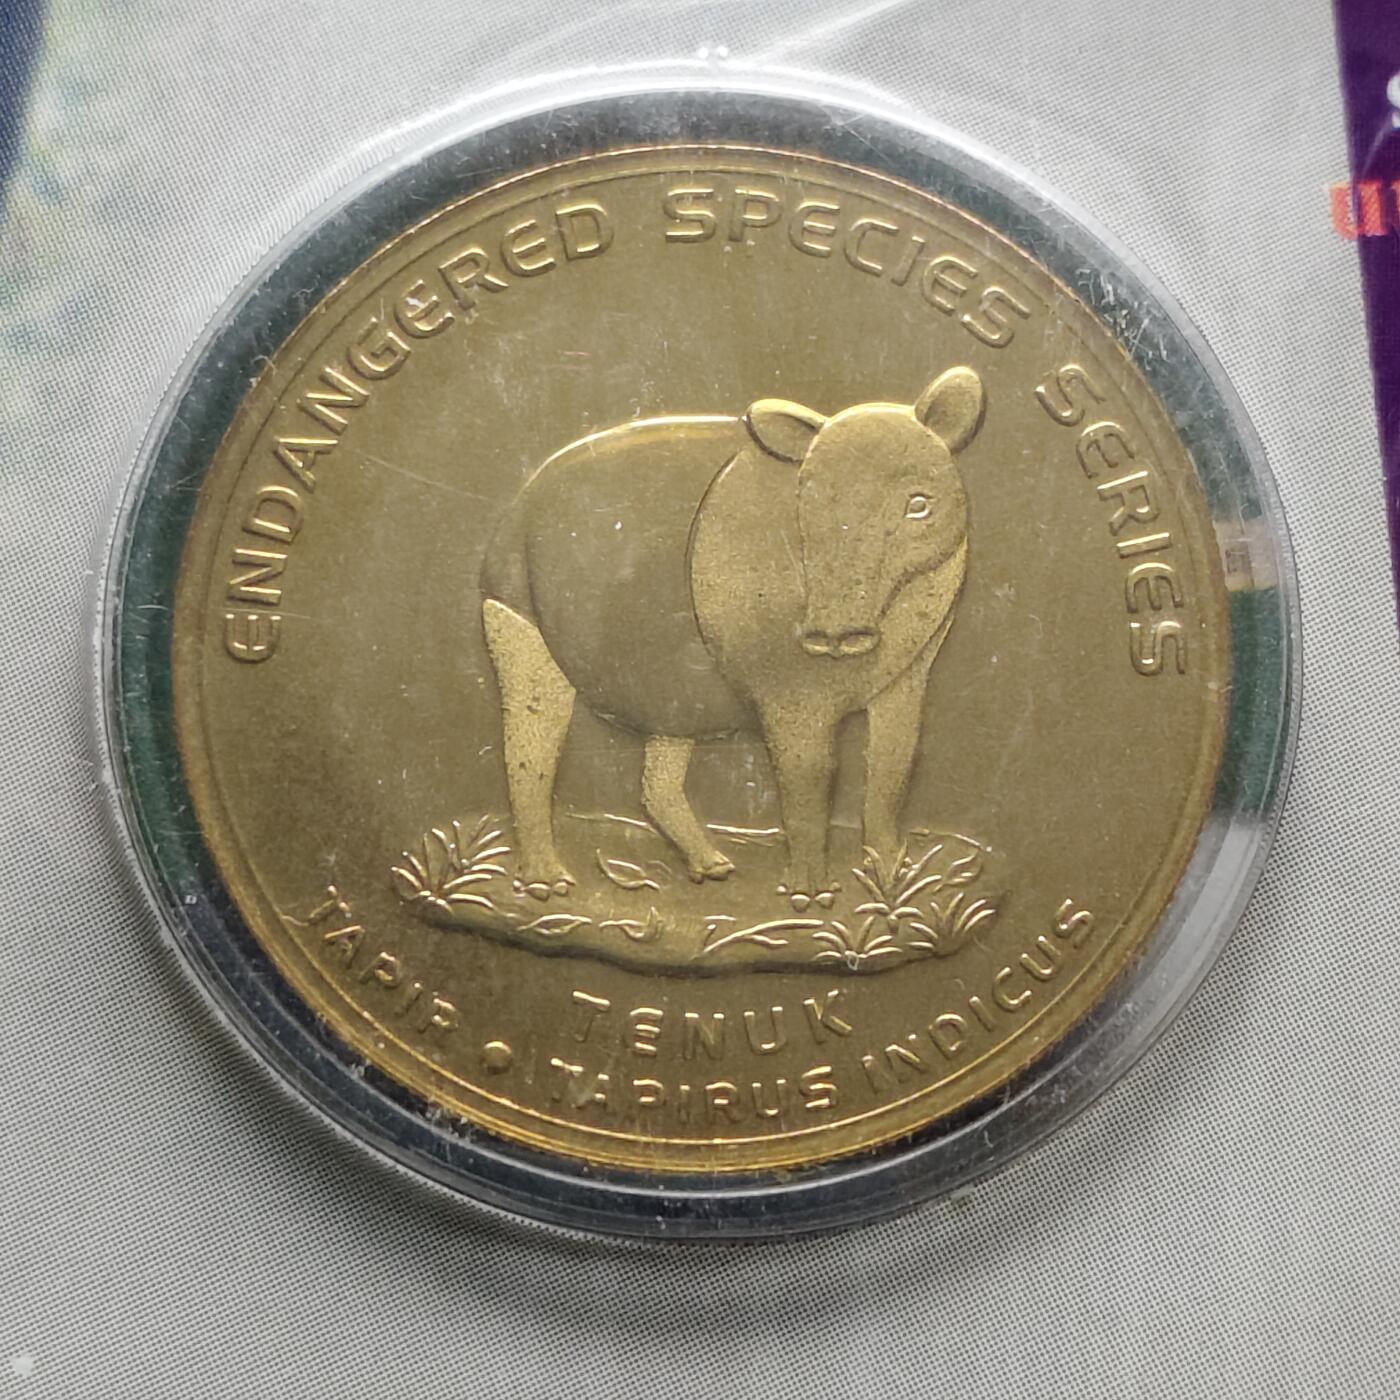 ENDANGERED SPECIES SERIES
TENUK
TAPIR • TAPIRUS INDICUS